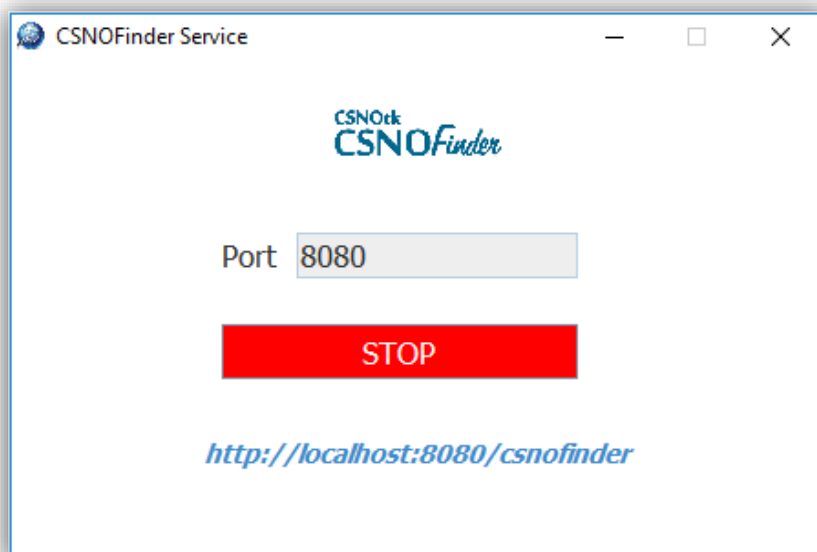 CSNOFinder Service
CSNOtk
CSNOFinder
Port 8080
STOP
http://localhost:8080/csnofinder